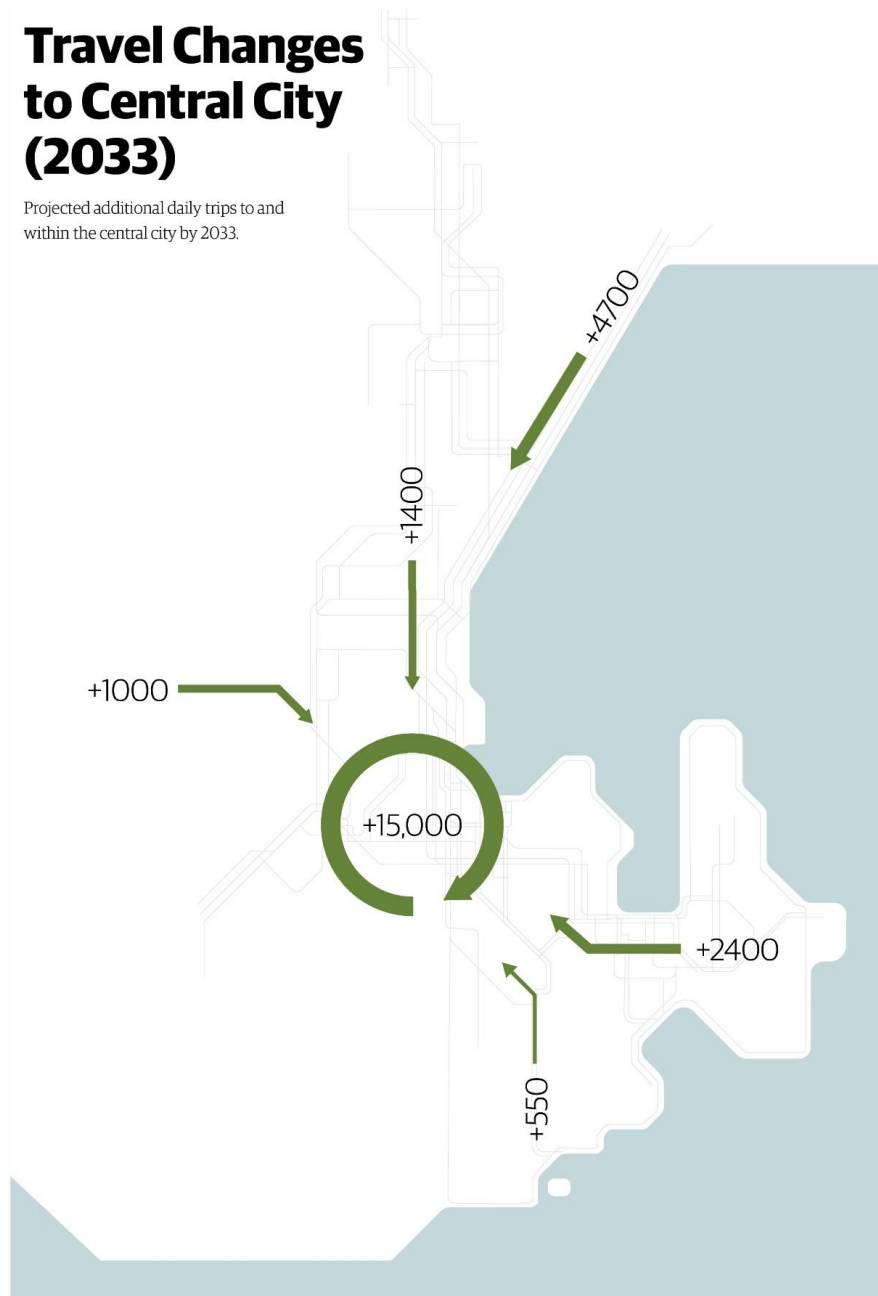 Travel Changes
to Central City
(2033)
Projected additional daily trips to and
within the central city by 2033.
+4700
+1400
+1000
+15,000
+2400
+550